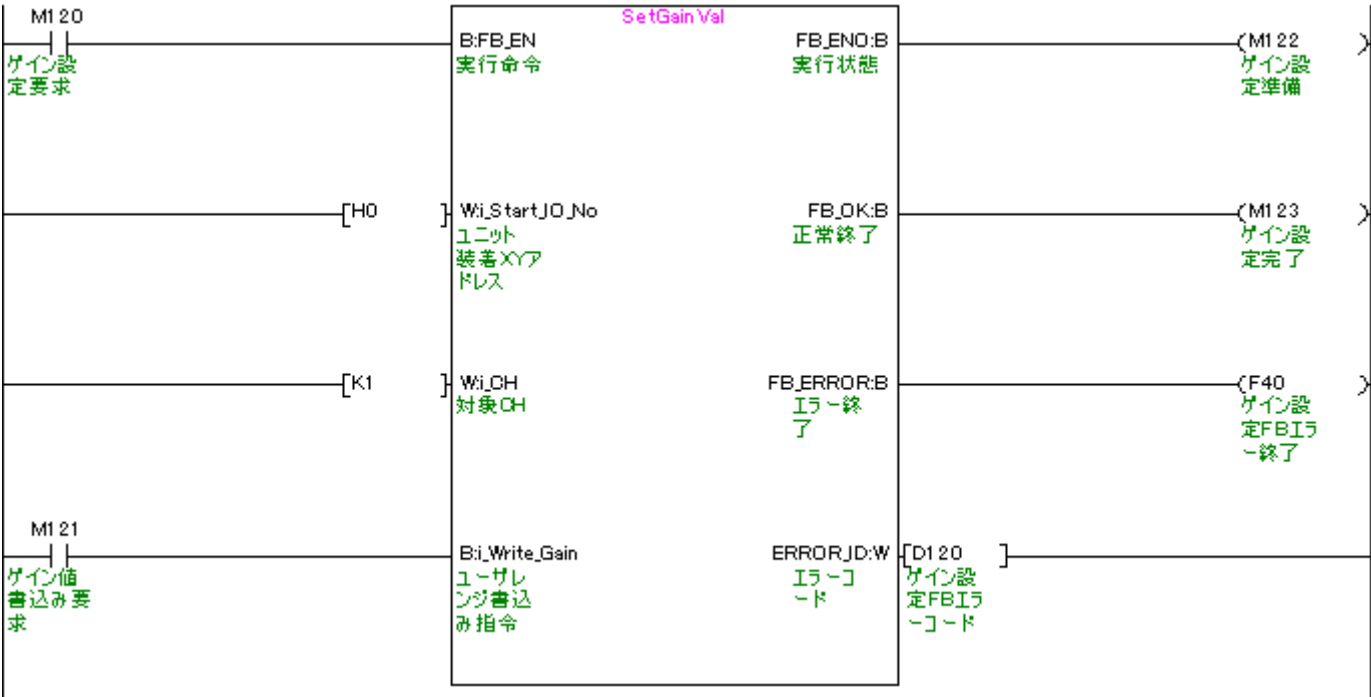 M120
SetGainVal
B:FB_EN
FB_ENO:B
(M122 )
ゲイン設
定要求
実行命令
実行状態
ゲイン設
定準備
[H0 ]
W:i_Start_IO_No
FB_OK:B
(M123 )
ユニット
装着XYア
ドレス
正常終了
ゲイン設
定完了
[K1 ]
W:i_CH
FB_ERROR:B
(F40 )
対象CH
エラー終
了
ゲイン設
定FBエラ
ー終了
M121
B:i_Write_Gain
ERROR_ID:W
[D120 ]
ゲイン値
書込み要
求
ユーザレ
ンジ書込
み指令
エラーコ
ード
ゲイン設
定FBエラ
ーコード